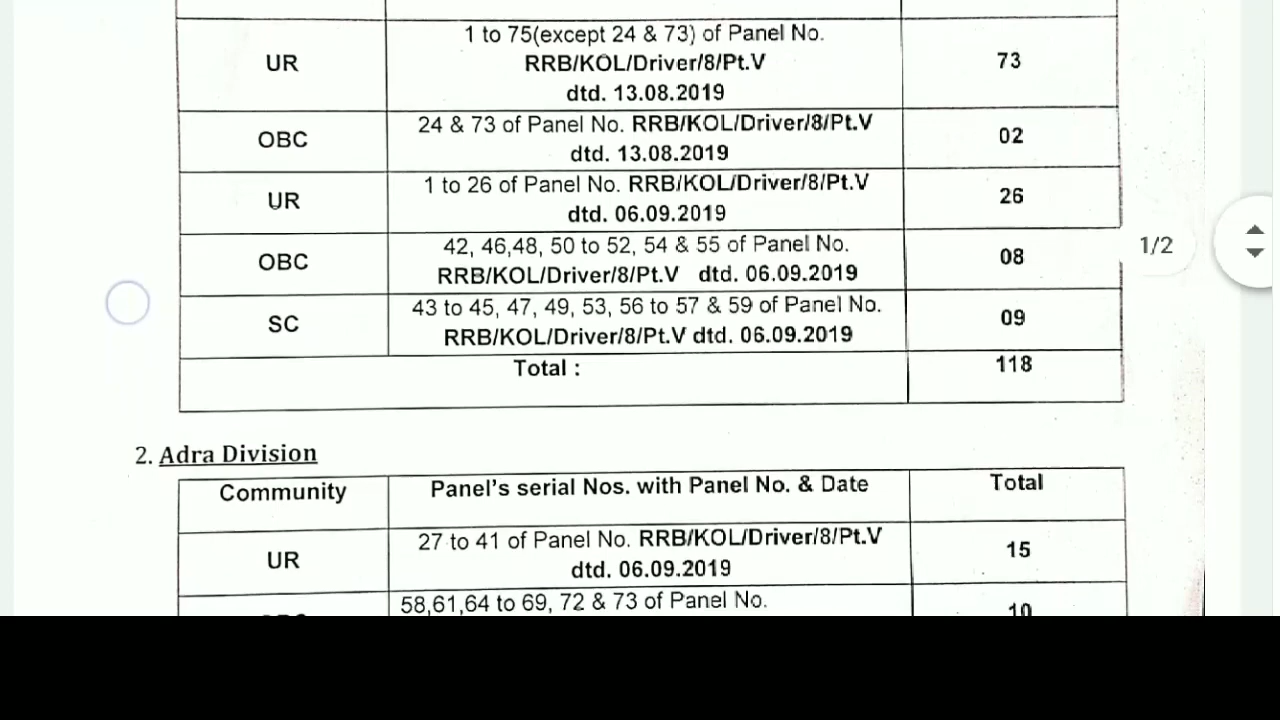 1 to 75(except 24 & 73) of Panel No.
UR
RRB/KOL/Driver/8/Pt.V
73
dtd. 13.08.2019
24 & 73 of Panel No. RRB/KOL/Driver/8/Pt.V
OBC
02
dtd. 13.08.2019
1 to 26 of Panel No. RRB/KOL/Driver/8/Pt.V
UR
26
dtd. 06.09.2019
42, 46,48, 50 to 52, 54 & 55 of Panel No.
OBC
08
RRB/KOL/Driver/8/Pt.V dtd. 06.09.2019
1/2
43 to 45, 47, 49, 53, 56 to 57 & 59 of Panel No.
SC
09
RRB/KOL/Driver/8/Pt.V dtd. 06.09.2019
Total :
118
2. Adra Division
Community
Panel's serial Nos. with Panel No. & Date
Total
27 to 41 of Panel No. RRB/KOL/Driver/8/Pt.V
UR
15
dtd. 06.09.2019
58,61,64 to 69, 72 & 73 of Panel No.
10